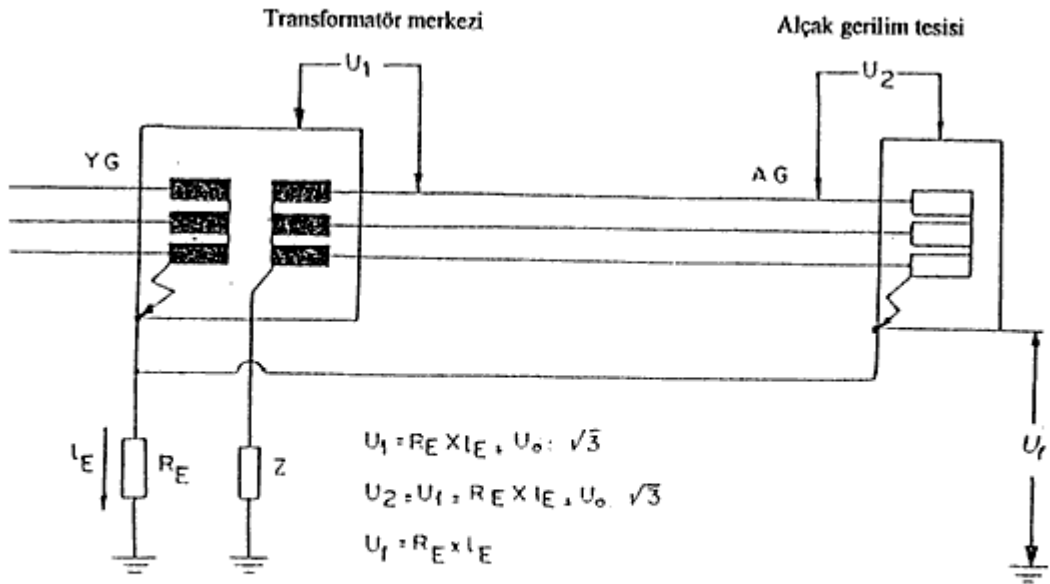 Transformatör merkezi
Alçak gerilim tesisi
U1
U2
YG
AG
IE
RE
Z
U1 = RE X IE + U0 . √3
U2 = Uf = RE X IE + U0 . √3
Uf = RE x IE
Uf